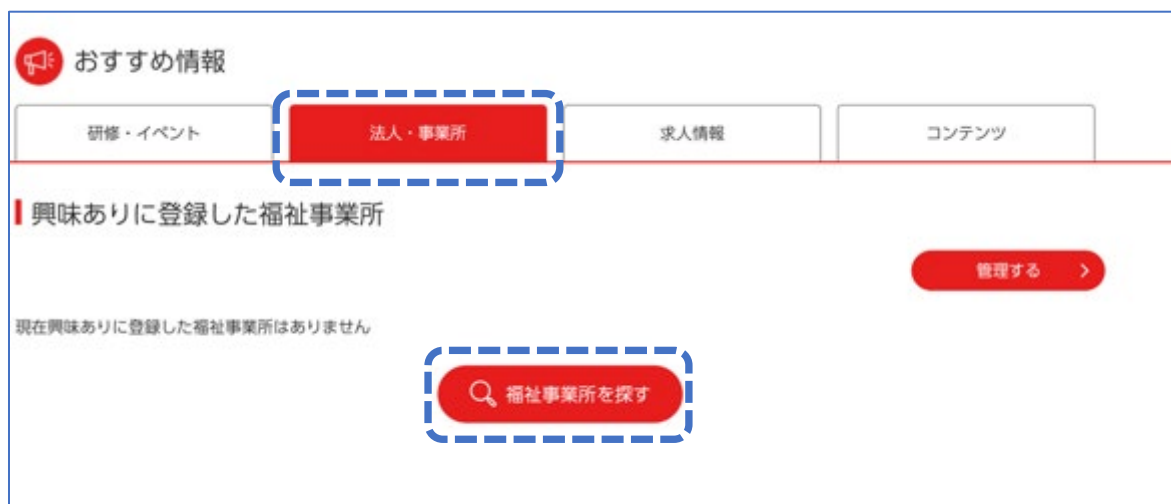 おすすめ情報
研修・イベント 法人・事業所 求人情報 コンテンツ
興味ありに登録した福祉事業所
管理する
現在興味ありに登録した福祉事業所はありません
福祉事業所を探す